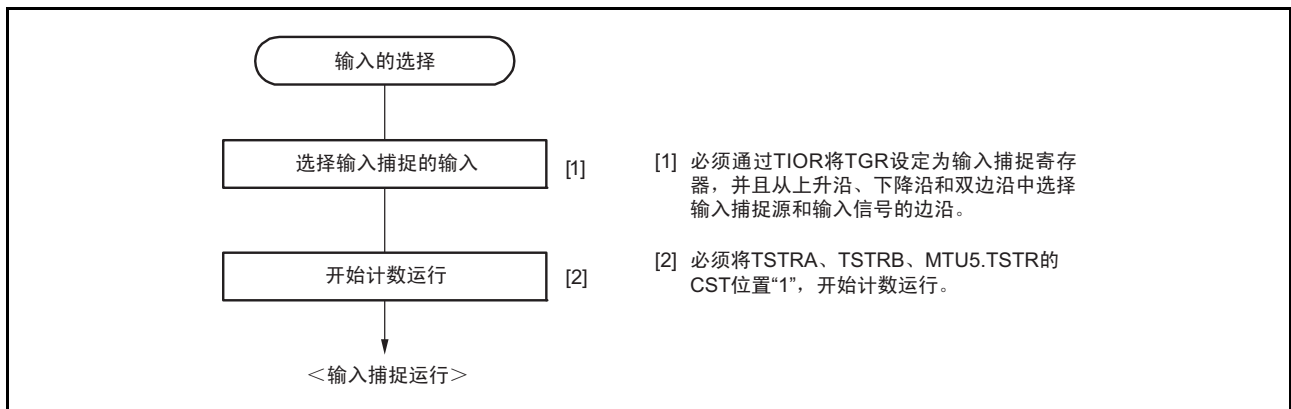 输入的选择
选择输入捕捉的输入
[1]
[1] 必须通过TIOR将TGR设定为输入捕捉寄存
器，并且从上升沿、下降沿和双边沿中选择
输入捕捉源和输入信号的边沿。
开始计数运行
[2]
[2] 必须将TSTRA、TSTRB、MTU5.TSTR的
CST位置“1”，开始计数运行。
＜输入捕捉运行＞